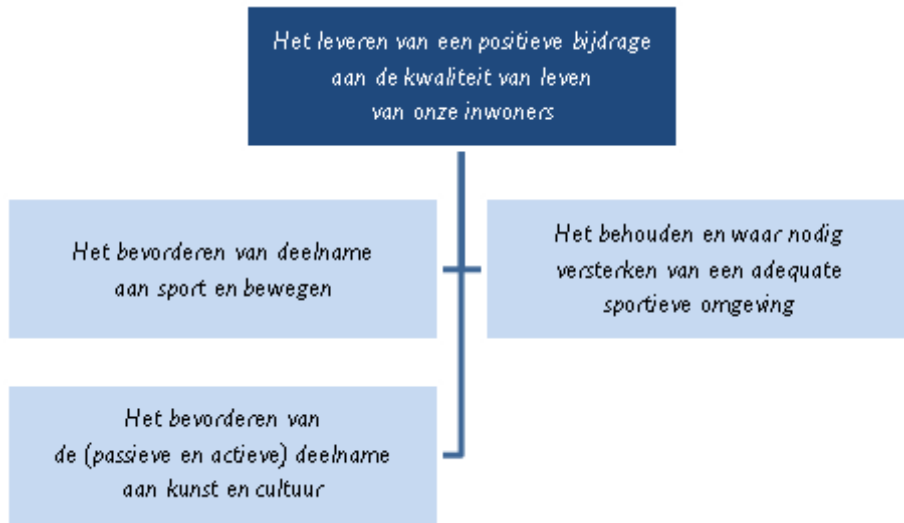 Het leveren van een positieve bijdrage
aan de kwaliteit van leven
van onze inwoners
Het bevorderen van deelname
aan sport en bewegen
Het behouden en waar nodig
versterken van een adequate
sportieve omgeving
Het bevorderen van
de (passieve en actieve) deelname
aan kunst en cultuur